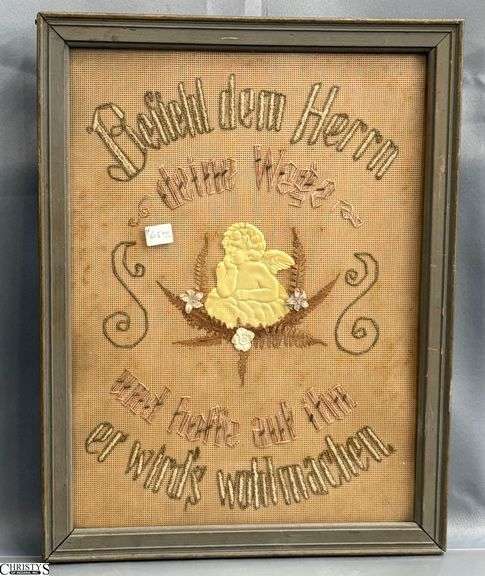 Befiehl dem Herrn
deine Wege
und hoffe auf ihn
er wird's wohlmachen.
CHRISTY'S